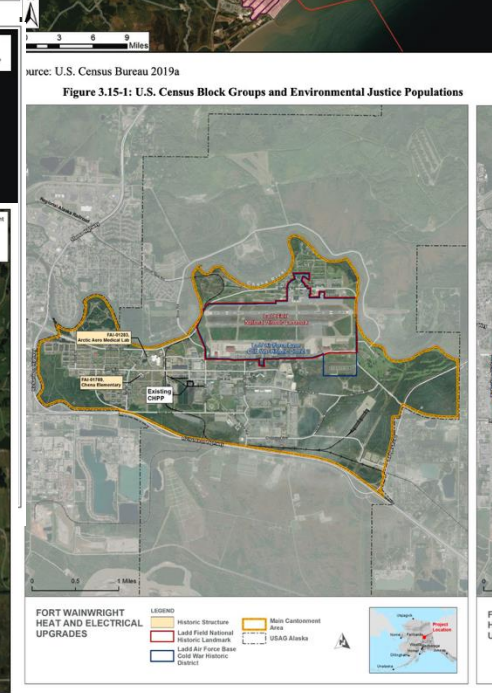 3 6 9
Miles
urce: U.S. Census Bureau 2019a
Figure 3.15-1: U.S. Census Block Groups and Environmental Justice Populations
FAI-01283,
Arctic Aero Medical Lab
FAI-01788,
Chena Elementary
Existing
CHPP
0 0.5 1 Miles
FORT WAINWRIGHT
HEAT AND ELECTRICAL
UPGRADES
LEGEND
Historic Structure
Ladd Field National
Historic Landmark
Ladd Air Force Base
Cold War Historic
District
Main Cantonment
Area
USAG Alaska
Project
Location